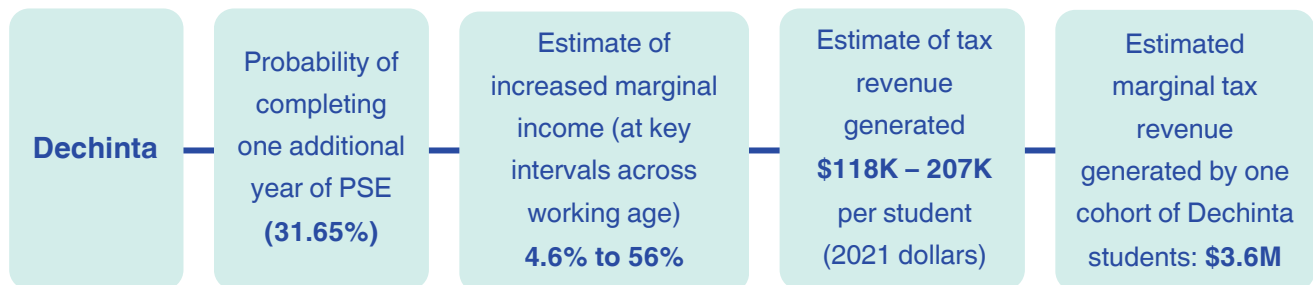 Dechinta
Probability of
completing
one additional
year of PSE
(31.65%)
Estimate of
increased marginal
income (at key
intervals across
working age)
4.6% to 56%
Estimate of tax
revenue
generated
$118K – 207K
per student
(2021 dollars)
Estimated
marginal tax
revenue
generated by one
cohort of Dechinta
students: $3.6M